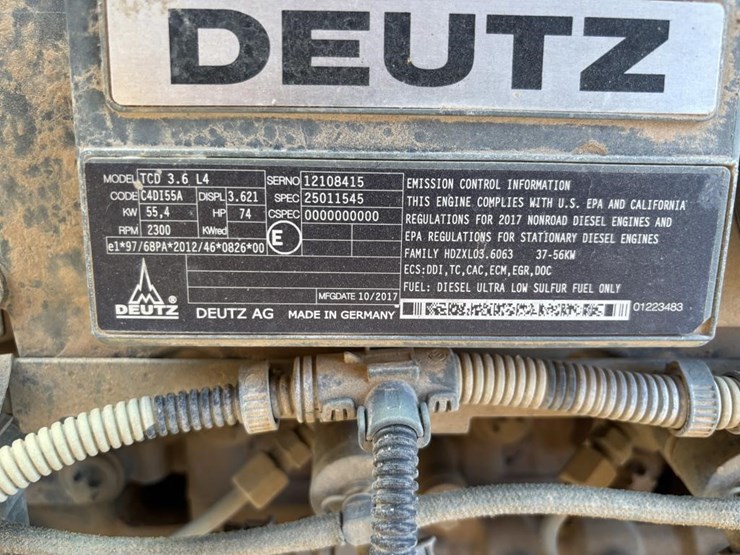 DEUTZ
MODEL TCD 3.6 L4
CODE C4DI55A DISPL 3.621
KW 55,4 HP 74
RPM 2300 KWred
e1*97/68PA*2012/46*0826*00
SERNO 12108415
SPEC 25011545
CSPEC 0000000000
E
MFGDATE 10/2017
DEUTZ ®
DEUTZ AG MADE IN GERMANY
EMISSION CONTROL INFORMATION
THIS ENGINE COMPLIES WITH U.S. EPA AND CALIFORNIA
REGULATIONS FOR 2017 NONROAD DIESEL ENGINES AND
EPA REGULATIONS FOR STATIONARY DIESEL ENGINES
FAMILY HDZXL03.6063 37-56KW
ECS:DDI,TC,CAC,ECM,EGR,DOC
FUEL: DIESEL ULTRA LOW SULFUR FUEL ONLY
01223483